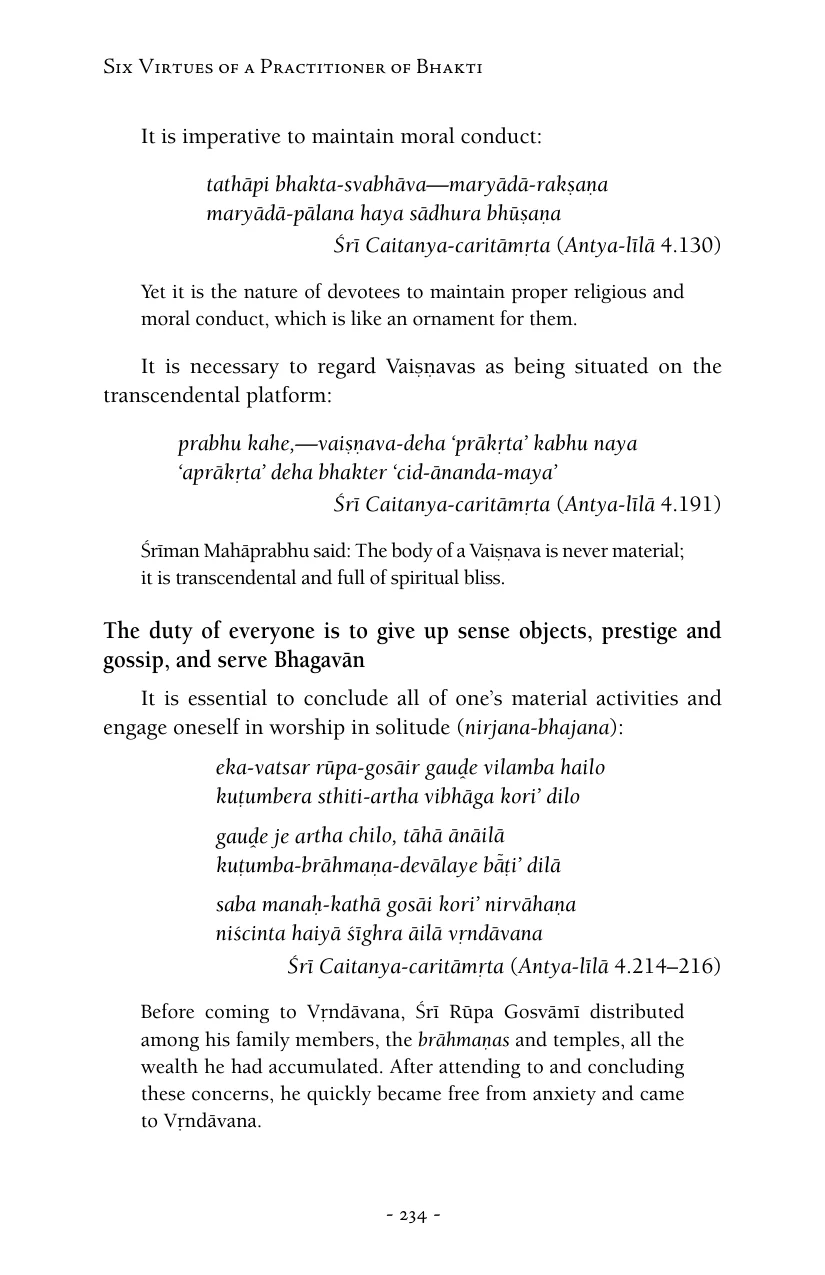 Six Virtues of a Practitioner of Bhakti
It is imperative to maintain moral conduct:
tathāpi bhakta-svabhāva—maryādā-rakṣaṇa
maryādā-pālana haya sādhura bhūṣaṇa
Śrī Caitanya-caritāmṛta (Antya-līlā 4.130)
Yet it is the nature of devotees to maintain proper religious and
moral conduct, which is like an ornament for them.
It is necessary to regard Vaiṣṇavas as being situated on the
transcendental platform:
prabhu kahe,—vaiṣṇava-deha ‘prākṛta’ kabhu naya
‘aprākṛta’ deha bhakter ‘cid-ānanda-maya’
Śrī Caitanya-caritāmṛta (Antya-līlā 4.191)
Śrīman Mahāprabhu said: The body of a Vaiṣṇava is never material;
it is transcendental and full of spiritual bliss.
The duty of everyone is to give up sense objects, prestige and
gossip, and serve Bhagavān
It is essential to conclude all of one’s material activities and
engage oneself in worship in solitude (nirjana-bhajana):
eka-vatsar rūpa-gosāir gauḓe vilamba hailo
kuṭumbera sthiti-artha vibhāga kori’ dilo
gauḓe je artha chilo, tāhā ānāilā
kuṭumba-brāhmaṇa-devālaye bā̃ṭi’ dilā
saba manaḥ-kathā gosāi kori’ nirvāhaṇa
niścinta haiyā śīghra āilā vṛndāvana
Śrī Caitanya-caritāmṛta (Antya-līlā 4.214–216)
Before coming to Vṛndāvana, Śrī Rūpa Gosvāmī distributed
among his family members, the brāhmaṇas and temples, all the
wealth he had accumulated. After attending to and concluding
these concerns, he quickly became free from anxiety and came
to Vṛndāvana.
- 234 -